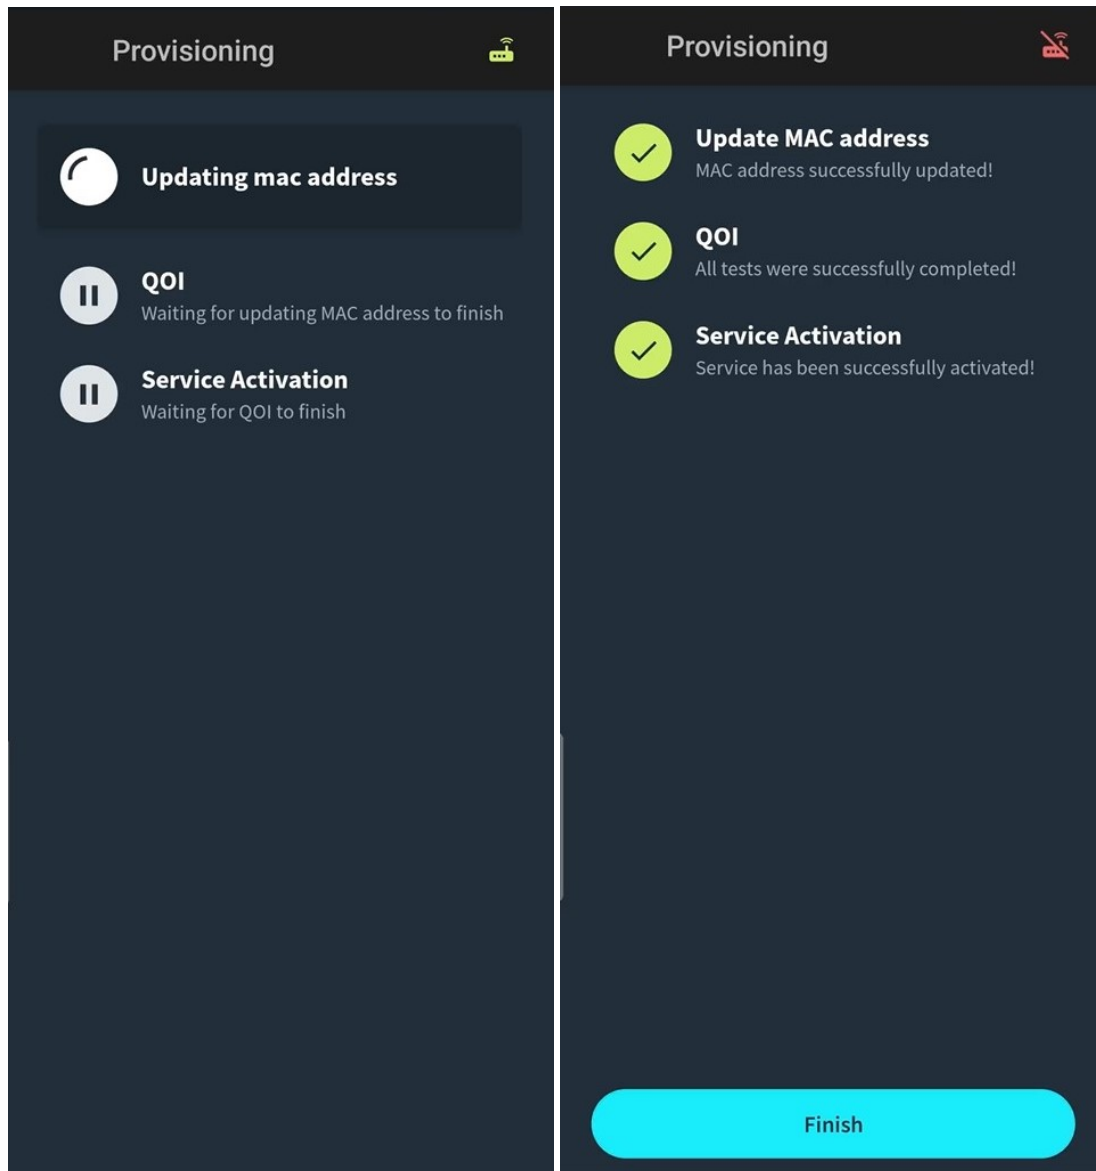 Provisioning
Updating mac address
QOI
Waiting for updating MAC address to finish
Service Activation
Waiting for QOI to finish
Provisioning
Update MAC address
MAC address successfully updated!
QOI
All tests were successfully completed!
Service Activation
Service has been successfully activated!
Finish